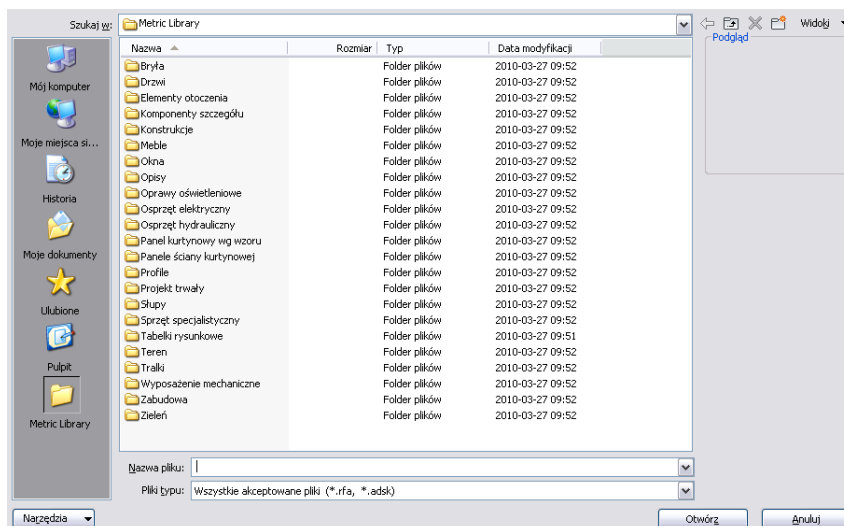 Szukaj w: Metric Library Widoki
Podgląd
Nazwa Rozmiar Typ Data modyfikacji
Bryła Folder plików 2010-03-27 09:52
Drzwi Folder plików 2010-03-27 09:52
Elementy otoczenia Folder plików 2010-03-27 09:52
Komponenty szczegółu Folder plików 2010-03-27 09:52
Konstrukcje Folder plików 2010-03-27 09:52
Meble Folder plików 2010-03-27 09:52
Okna Folder plików 2010-03-27 09:52
Opisy Folder plików 2010-03-27 09:52
Oprawy oświetleniowe Folder plików 2010-03-27 09:52
Osprzęt elektryczny Folder plików 2010-03-27 09:52
Osprzęt hydrauliczny Folder plików 2010-03-27 09:52
Panel kurtynowy wg wzoru Folder plików 2010-03-27 09:52
Panele ściany kurtynowej Folder plików 2010-03-27 09:52
Profile Folder plików 2010-03-27 09:52
Projekt trwały Folder plików 2010-03-27 09:52
Słupy Folder plików 2010-03-27 09:52
Sprzęt specjalistyczny Folder plików 2010-03-27 09:52
Tabelki rysunkowe Folder plików 2010-03-27 09:51
Teren Folder plików 2010-03-27 09:52
Tralki Folder plików 2010-03-27 09:52
Wyposażenie mechaniczne Folder plików 2010-03-27 09:52
Zabudowa Folder plików 2010-03-27 09:52
Zieleń Folder plików 2010-03-27 09:52
Mój komputer
Moje miejsca si...
Historia
Moje dokumenty
Ulubione
Pulpit
Metric Library
Nazwa pliku:
Pliki typu: Wszystkie akceptowane pliki (*.rfa, *.adsk)
Narzędzia Otwórz Anuluj